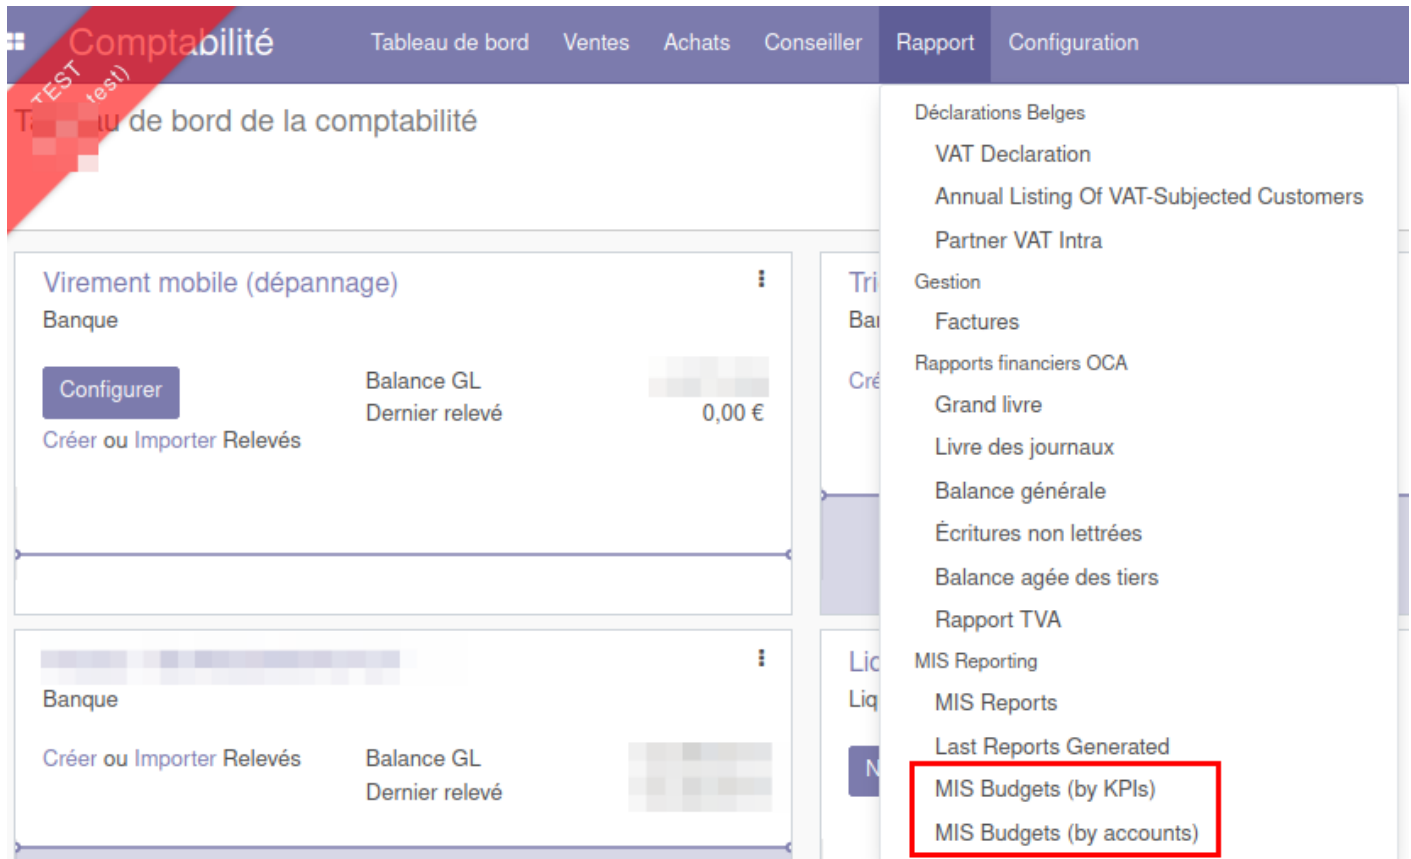 Comptabilité Tableau de bord Ventes Achats Conseiller Rapport Configuration
TEST
test)
de bord de la comptabilité
Virement mobile (dépannage)
Banque
Configurer
Balance GL
Dernier relevé 0,00 €
Créer ou Importer Relevés
Banque
Créer ou Importer Relevés
Balance GL
Dernier relevé
Déclarations Belges
VAT Declaration
Annual Listing Of VAT-Subjected Customers
Partner VAT Intra
Gestion
Factures
Rapports financiers OCA
Grand livre
Livre des journaux
Balance générale
Écritures non lettrées
Balance agée des tiers
Rapport TVA
MIS Reporting
MIS Reports
Last Reports Generated
MIS Budgets (by KPIs)
MIS Budgets (by accounts)